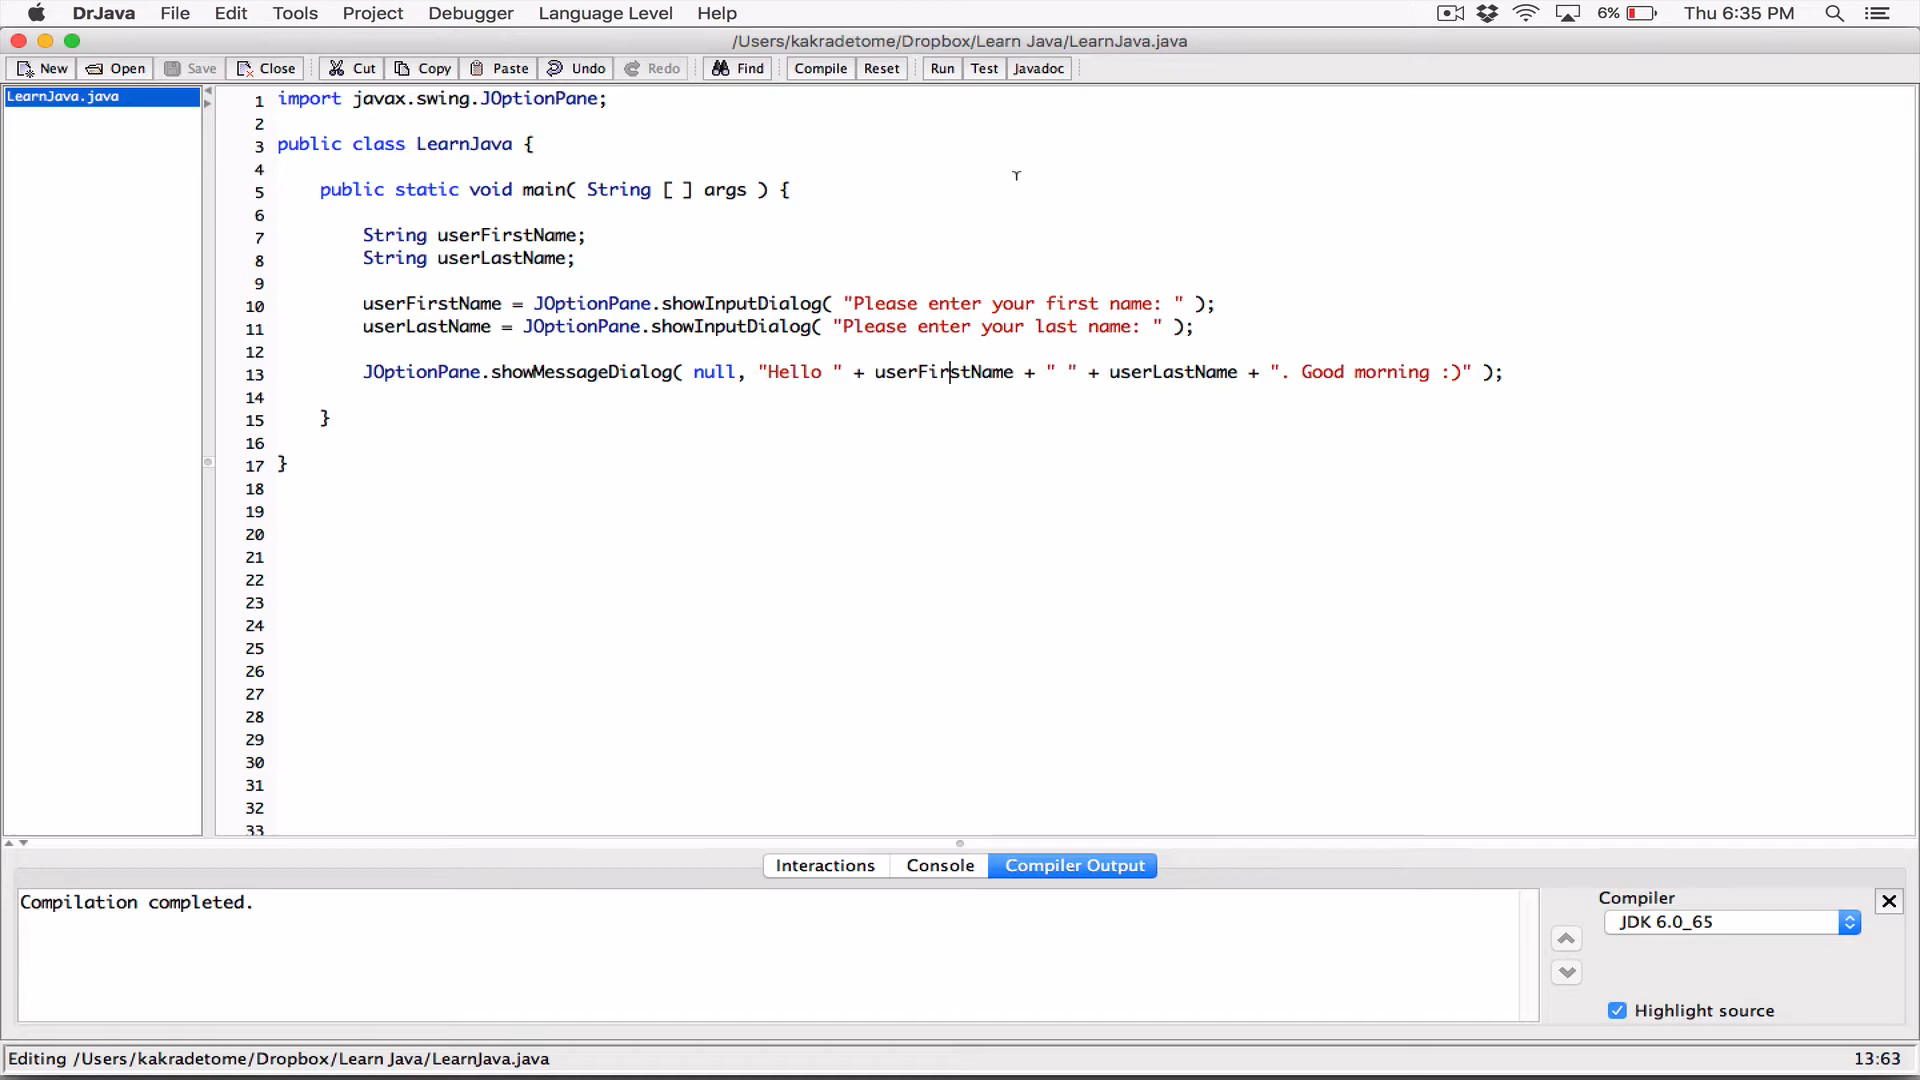 DrJava File Edit Tools Project Debugger Language Level Help 6% Thu 6:35 PM
/Users/kakradetome/Dropbox/Learn Java/LearnJava.java
New Open Save Close Cut Copy Paste Undo Redo Find Compile Reset Run Test Javadoc
LearnJava.java
1 import javax.swing.JOptionPane;
2
3 public class LearnJava {
4
5 public static void main( String [ ] args ) {
6
7 String userFirstName;
8 String userLastName;
9
10 userFirstName = JOptionPane.showInputDialog( "Please enter your first name: " );
11 userLastName = JOptionPane.showInputDialog( "Please enter your last name: " );
12
13 JOptionPane.showMessageDialog( null, "Hello " + userFirstName + " " + userLastName + ". Good morning :)" );
14
15 }
16
17 }
18
19
20
21
22
23
24
25
26
27
28
29
30
31
32
33
Interactions Console Compiler Output
Compilation completed.
Compiler
JDK 6.0_65
Highlight source
Editing /Users/kakradetome/Dropbox/Learn Java/LearnJava.java 13:63